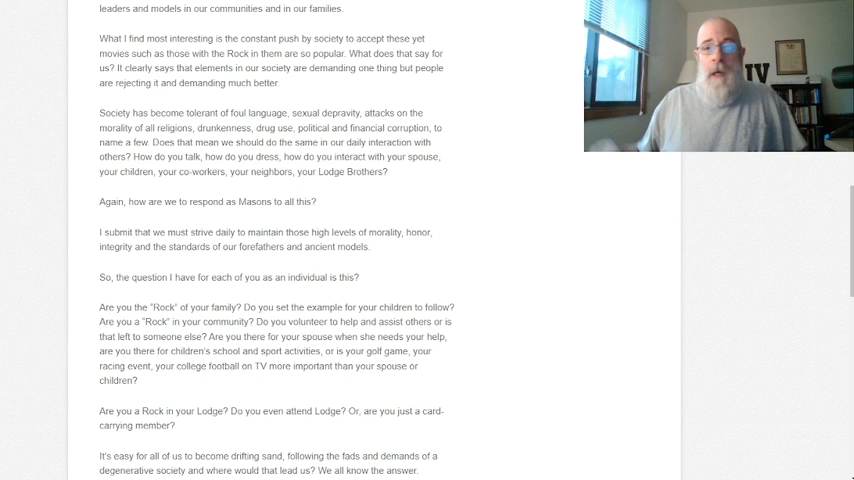 leaders and models in our communities and in our families.
What I find most interesting is the constant push by society to accept these yet
movies such as those with the Rock in them are so popular. What does that say for
us? It clearly says that elements in our society are demanding one thing but people
are rejecting it and demanding much better.
Society has become tolerant of foul language, sexual depravity, attacks on the
morality of all religions, drunkenness, drug use, political and financial corruption, to
name a few. Does that mean we should do the same in our daily interaction with
others? How do you talk, how do you dress, how do you interact with your spouse,
your children, your co-workers, your neighbors, your Lodge Brothers?
Again, how are we to respond as Masons to all this?
I submit that we must strive daily to maintain those high levels of morality, honor,
integrity and the standards of our forefathers and ancient models.
So, the question I have for each of you as an individual is this?
Are you the "Rock" of your family? Do you set the example for your children to follow?
Are you a "Rock" in your community? Do you volunteer to help and assist others or is
that left to someone else? Are you there for your spouse when she needs your help,
are you there for children's school and sport activities, or is your golf game, your
racing event, your college football on TV more important than your spouse or
children?
Are you a Rock in your Lodge? Do you even attend Lodge? Or, are you just a card-
carrying member?
It's easy for all of us to become drifting sand, following the fads and demands of a
degenerative society and where would that lead us? We all know the answer.
IV